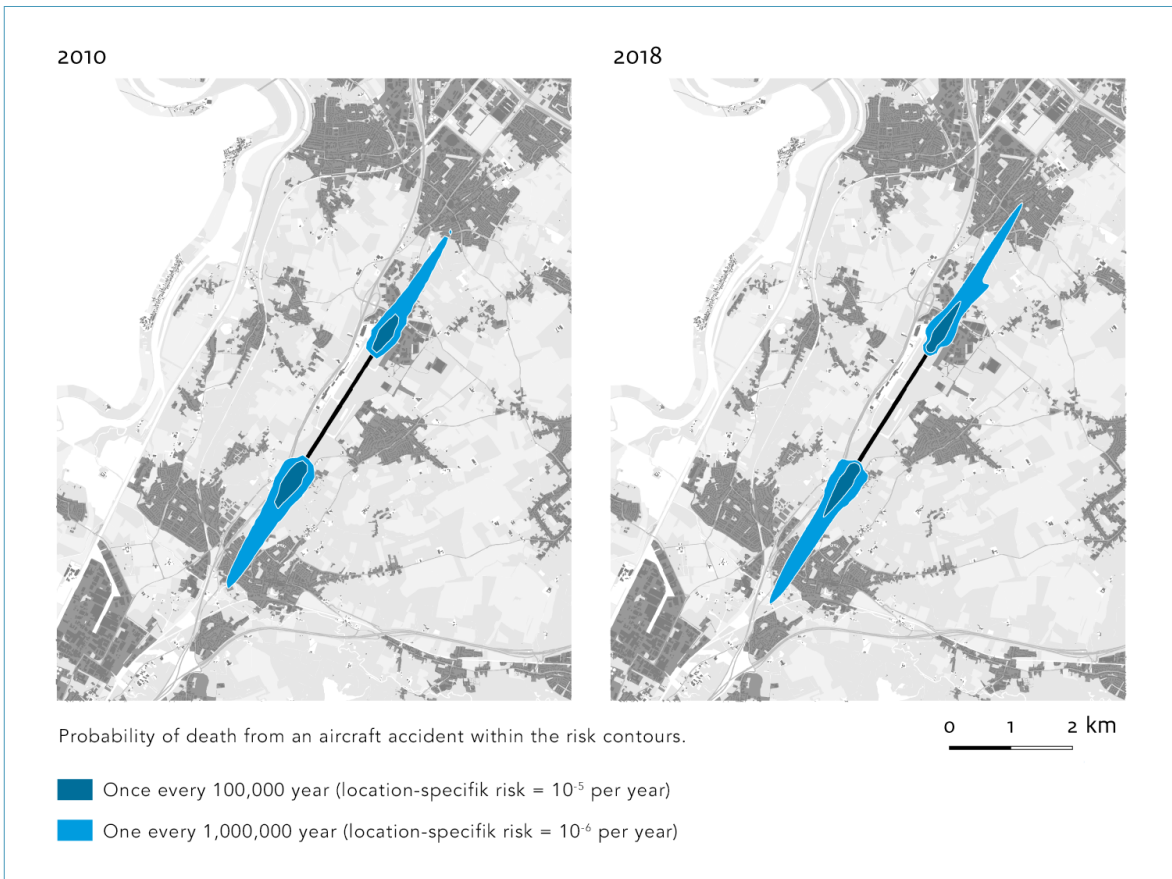 2010
2018
0 1 2 km
Probability of death from an aircraft accident within the risk contours.
Once every 100,000 year (location-specifik risk = 10⁻⁵ per year)
One every 1,000,000 year (location-specifik risk = 10⁻⁶ per year)